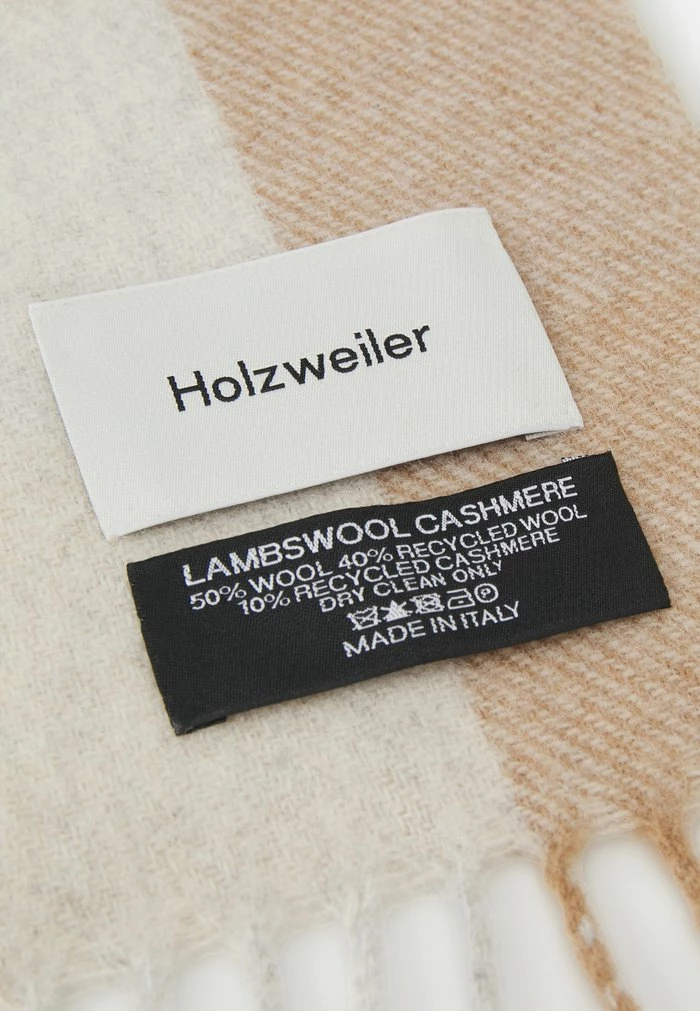 Holzweiler
LAMBSWOOL CASHMERE
50% WOOL 40% RECYCLED WOOL
10% RECYCLED CASHMERE
DRY CLEAN ONLY
MADE IN ITALY